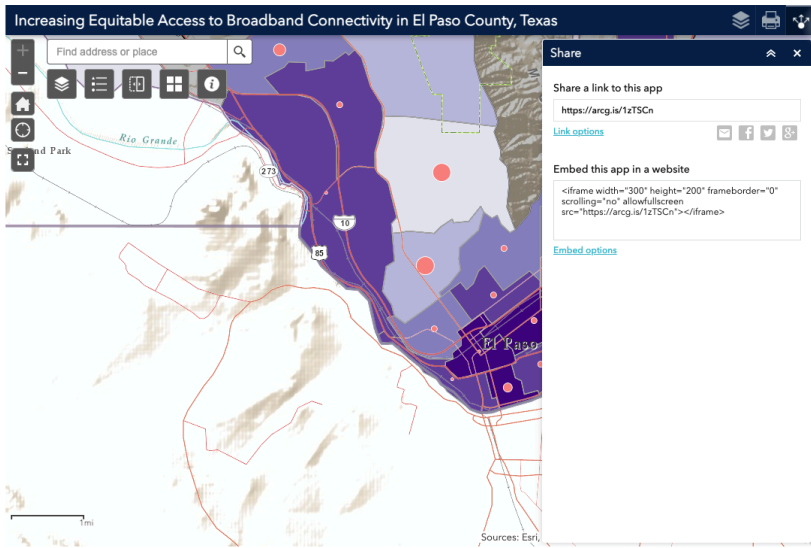 Increasing Equitable Access to Broadband Connectivity in El Paso County, Texas
Find address or place
Share
Share a link to this app
https://arcg.is/1zTSCn
Link options
Embed this app in a website
<iframe width="300" height="200" frameborder="0"
scrolling="no" allowfullscreen
src="https://arcg.is/1zTSCn"></iframe>
Embed options
Rio Grande
Park
273
10
85
El Paso
1mi
Sources: Esri,